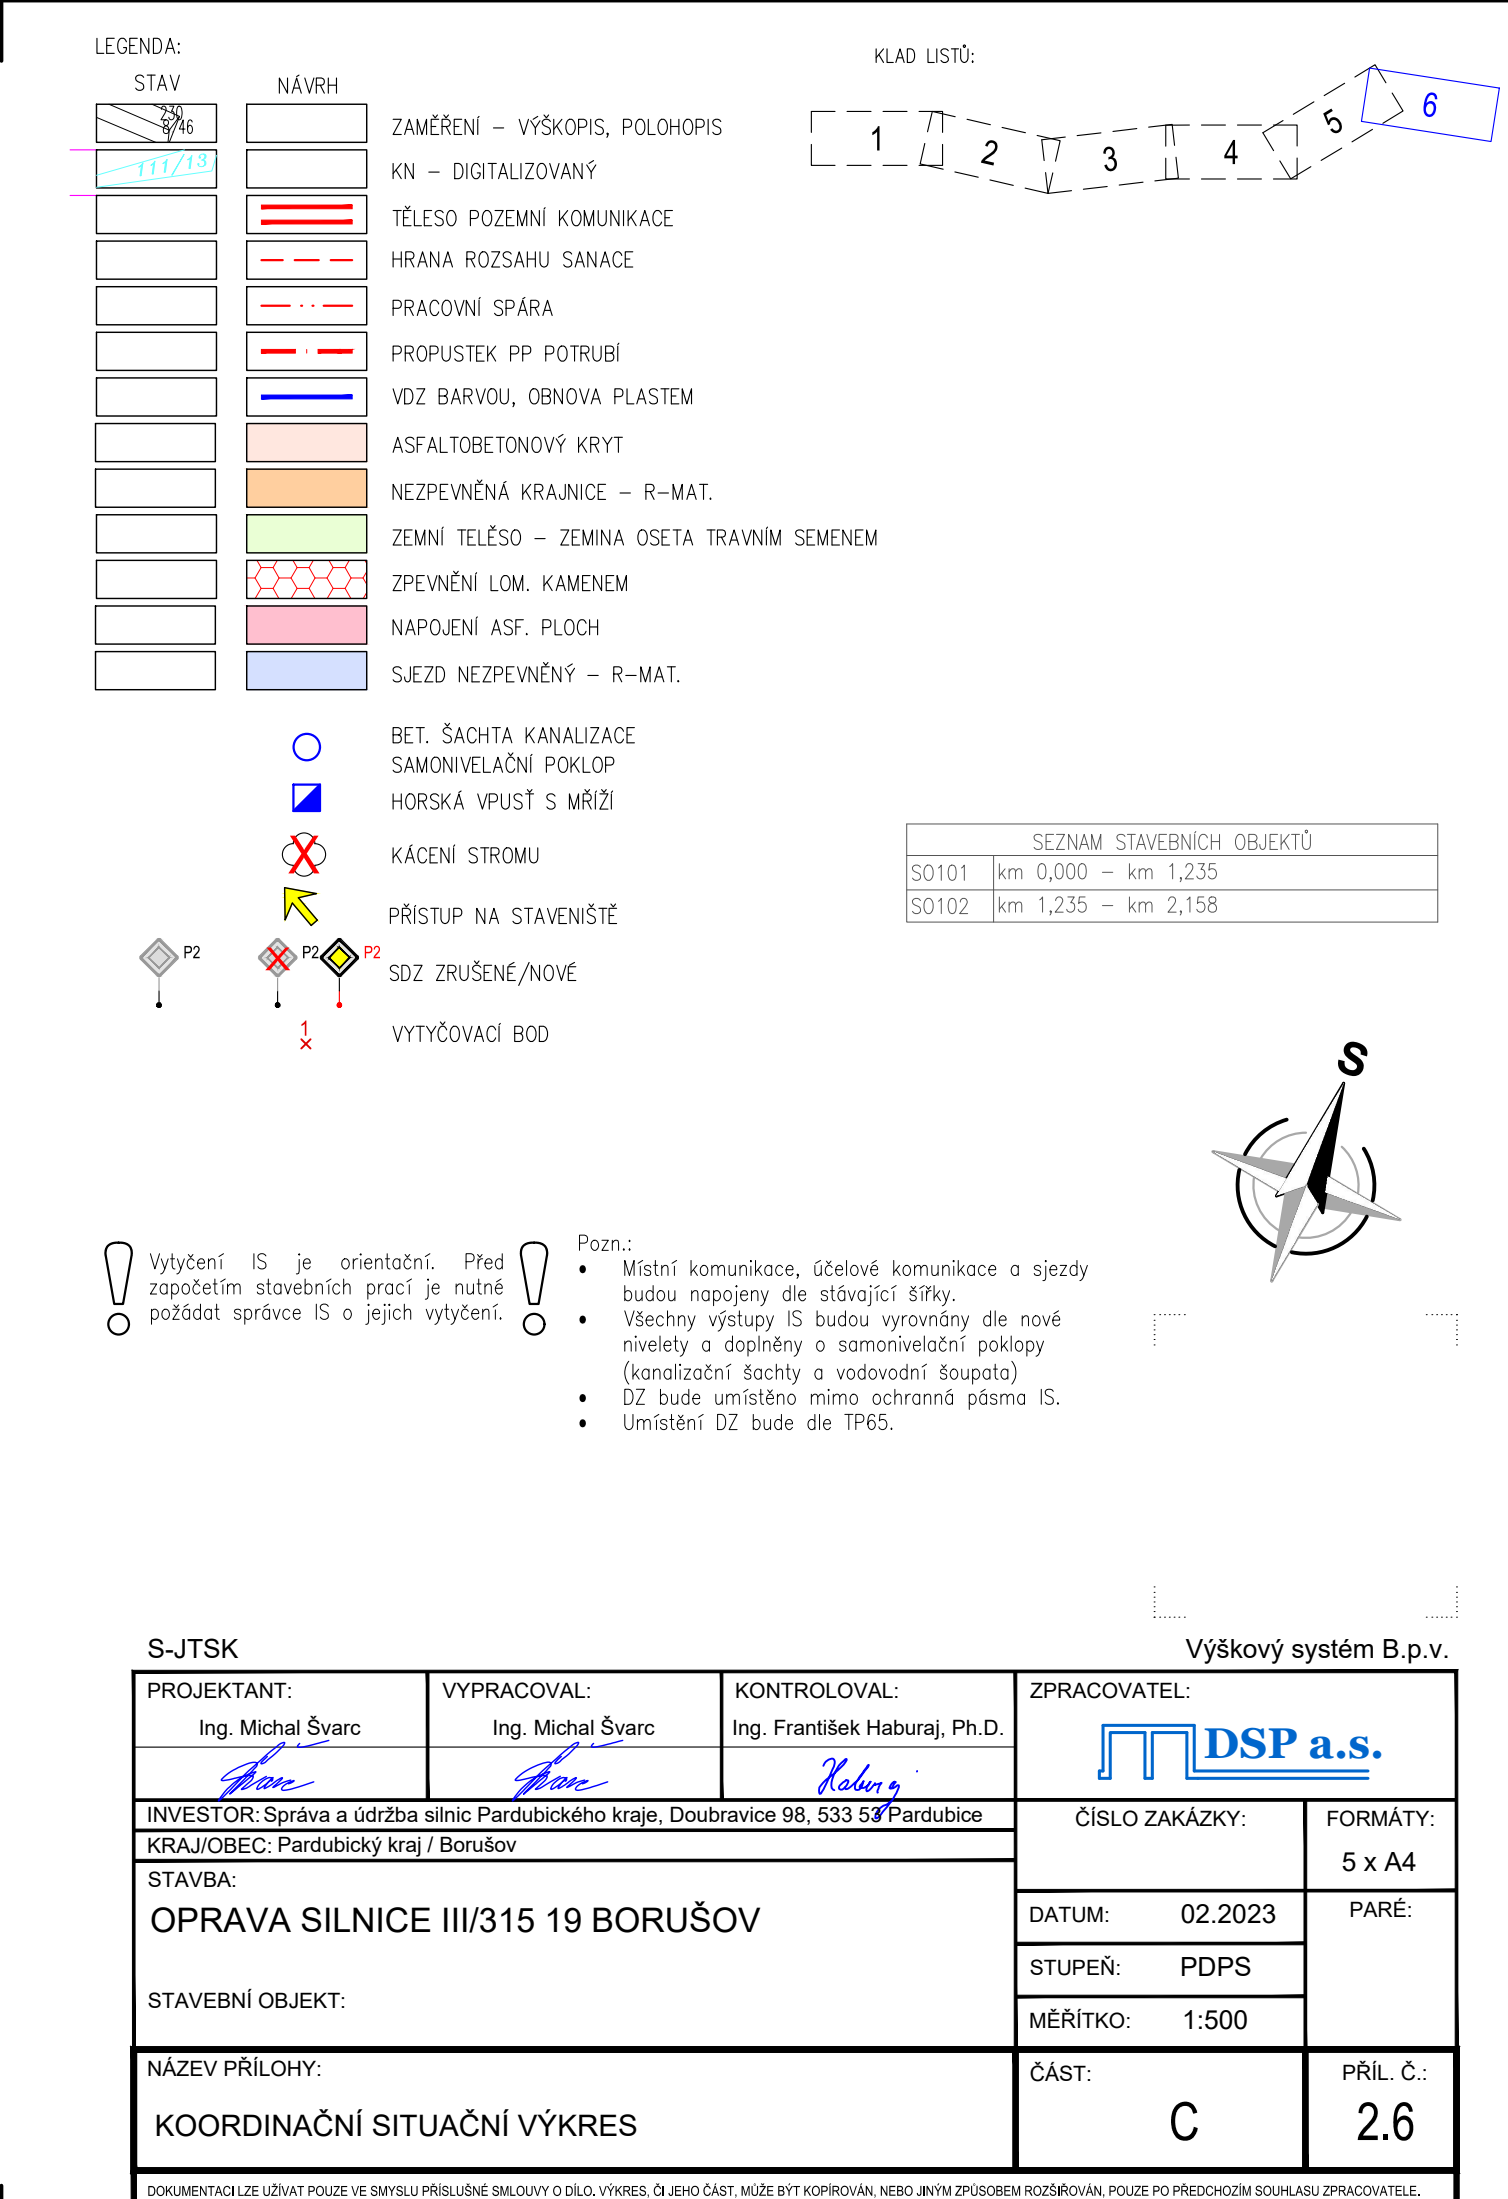 LEGENDA:
STAV
NÁVRH
230
8/46
ZAMĚŘENÍ – VÝŠKOPIS, POLOHOPIS
111/13
KN – DIGITALIZOVANÝ
TĚLESO POZEMNÍ KOMUNIKACE
HRANA ROZSAHU SANACE
PRACOVNÍ SPÁRA
PROPUSTEK PP POTRUBÍ
VDZ BARVOU, OBNOVA PLASTEM
ASFALTOBETONOVÝ KRYT
NEZPEVNĚNÁ KRAJNICE – R–MAT.
ZEMNÍ TELĚSO – ZEMINA OSETA TRAVNÍM SEMENEM
ZPEVNĚNÍ LOM. KAMENEM
NAPOJENÍ ASF. PLOCH
SJEZD NEZPEVNĚNÝ – R–MAT.
BET. ŠACHTA KANALIZACE
SAMONIVELAČNÍ POKLOP
HORSKÁ VPUSŤ S MŘÍŽÍ
KÁCENÍ STROMU
PŘÍSTUP NA STAVENIŠTĚ
P2 P2 P2
SDZ ZRUŠENÉ/NOVÉ
1
VYTYČOVACÍ BOD
KLAD LISTŮ:
1 2 3 4 5 6
SEZNAM STAVEBNÍCH OBJEKTŮ
SO101 km 0,000 – km 1,235
SO102 km 1,235 – km 2,158
S
Vytyčení IS je orientační. Před
započetím stavebních prací je nutné
požádat správce IS o jejich vytyčení.
Pozn.:
• Místní komunikace, účelové komunikace a sjezdy
budou napojeny dle stávající šířky.
• Všechny výstupy IS budou vyrovnány dle nové
nivelety a doplněny o samonivelační poklopy
(kanalizační šachty a vodovodní šoupata)
• DZ bude umístěno mimo ochranná pásma IS.
• Umístění DZ bude dle TP65.
S-JTSK
Výškový systém B.p.v.
PROJEKTANT:
Ing. Michal Švarc
Švarc
VYPRACOVAL:
Ing. Michal Švarc
Švarc
KONTROLOVAL:
Ing. František Haburaj, Ph.D.
Haburaj
ZPRACOVATEL:
DSP a.s.
INVESTOR: Správa a údržba silnic Pardubického kraje, Doubravice 98, 533 53 Pardubice
KRAJ/OBEC: Pardubický kraj / Borušov
ČÍSLO ZAKÁZKY:
FORMÁTY:
5 x A4
STAVBA:
OPRAVA SILNICE III/315 19 BORUŠOV
STAVEBNÍ OBJEKT:
DATUM: 02.2023
PARÉ:
STUPEŇ: PDPS
MĚŘÍTKO: 1:500
NÁZEV PŘÍLOHY:
KOORDINAČNÍ SITUAČNÍ VÝKRES
ČÁST:
C
PŘÍL. Č.:
2.6
DOKUMENTACI LZE UŽÍVAT POUZE VE SMYSLU PŘÍSLUŠNÉ SMLOUVY O DÍLO. VÝKRES, ČI JEHO ČÁST, MŮŽE BÝT KOPÍROVÁN, NEBO JINÝM ZPŮSOBEM ROZŠIŘOVÁN, POUZE PO PŘEDCHOZÍM SOUHLASU ZPRACOVATELE.